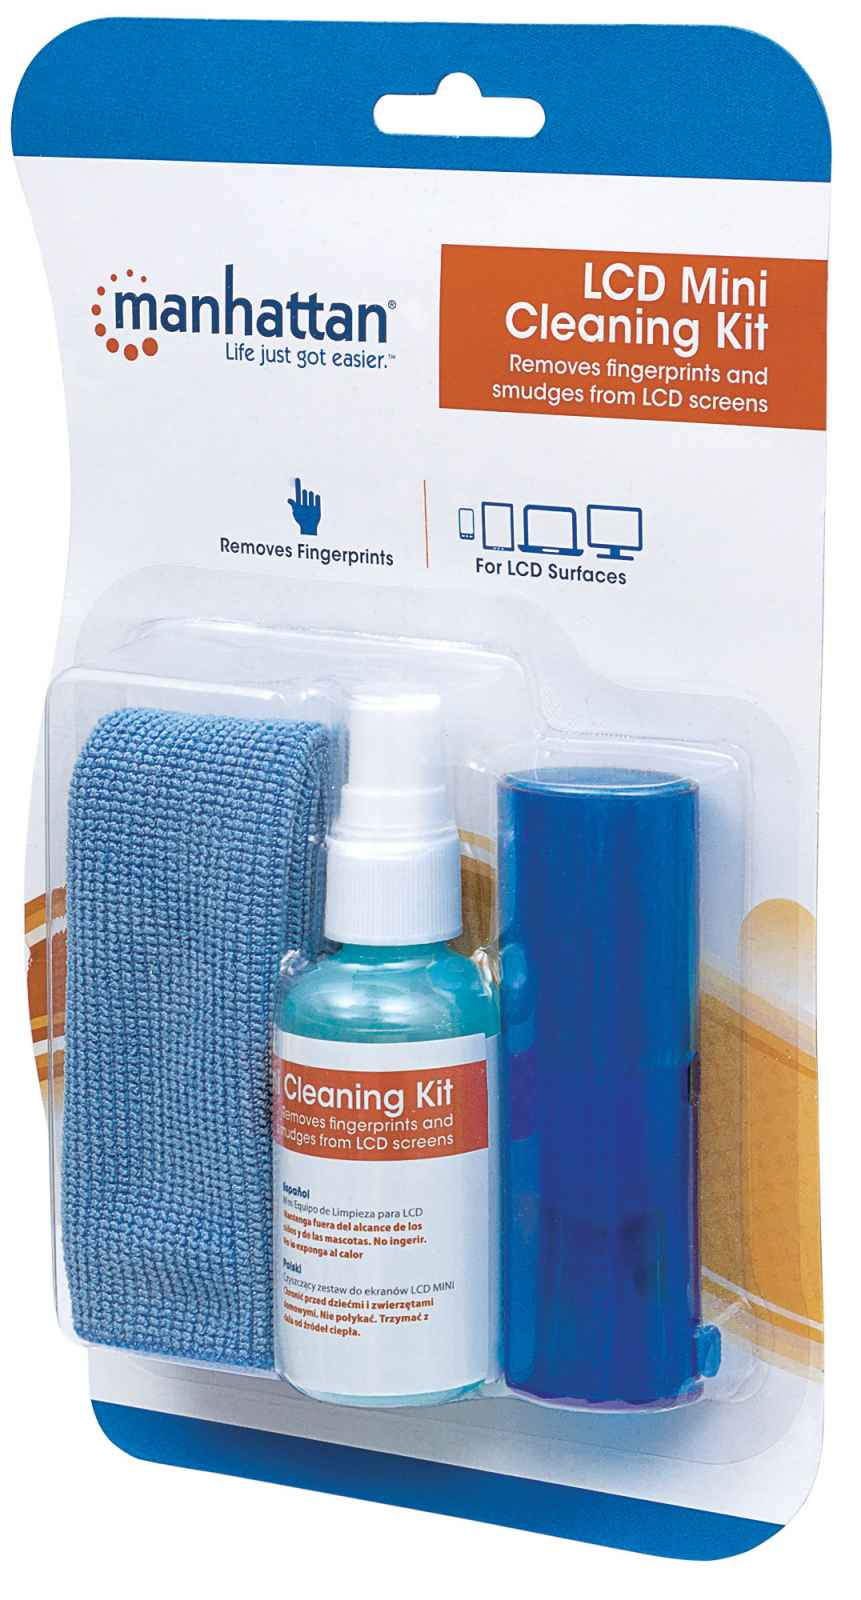 manhattan®
Life just got easier.™
LCD Mini
Cleaning Kit
Removes fingerprints and
smudges from LCD screens
Removes Fingerprints
For LCD Surfaces
Cleaning Kit
Removes fingerprints and
smudges from LCD screens
Español
Mini Equipo de Limpieza para LCD
Mantenga fuera del alcance de los
niños y de las mascotas. No ingerir.
No lo exponga al calor
Polski
Czyszczący zestaw do ekranów LCD MINI
Chronić przed dziećmi i zwierzętami
domowymi. Nie połykać. Trzymać z
dala od źródeł ciepła.